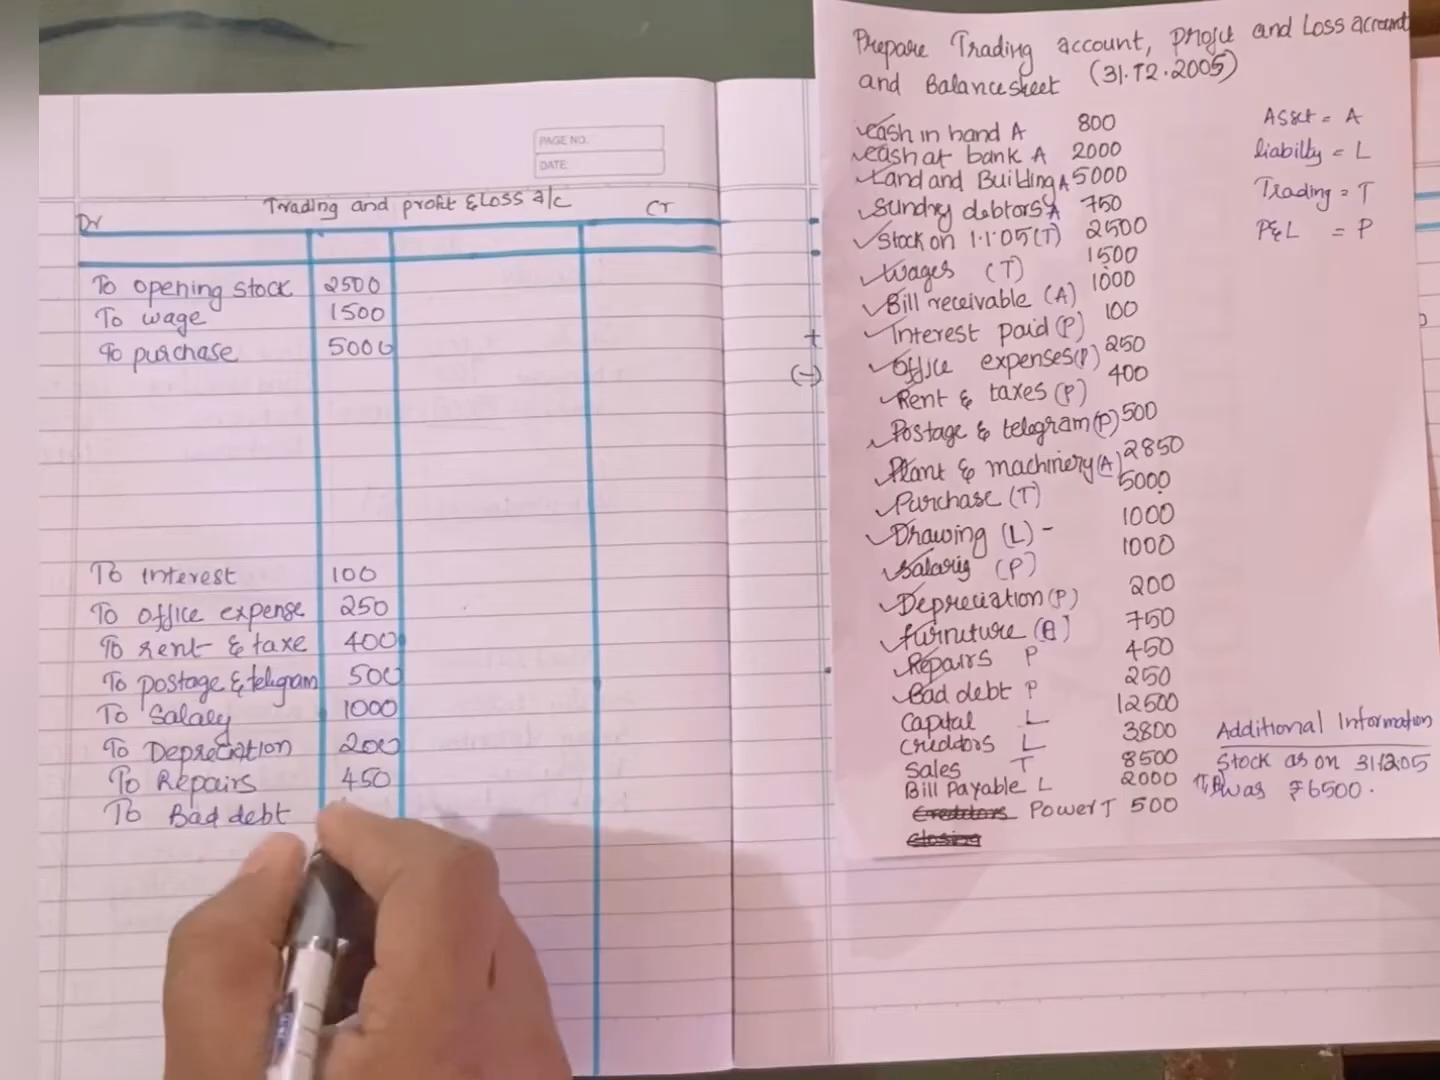 PAGE NO.
DATE:
Trading and profit & Loss a/c
Dr
Cr
To opening stock 2500
To wage 1500
To purchase 5000
To interest 100
To office expense 250
To rent & taxe 400
To postage & teligram 500
To Salaey 1000
To Depreciation 200
To Repairs 450
To Bad debt
+
(-)
Prepare Trading account, profit and Loss account
and Balancesheet (31.12.2005)
Cash in hand A 800
Cash at bank A 2000
Land and Building A 5000
Sundry debtors A 750
Stock on 1.1.05 (T) 2500
Wages (T) 1500
Bill receivable (A) 1000
Interest paid (P) 100
Office expenses (P) 250
Rent & taxes (P) 400
Postage & telegram (P) 500
Plant & machinery (A) 2850
Purchase (T) 5000
Drawing (L) - 1000
Salaris (P) 1000
Depreciation (P) 200
furniture (A) 750
Repairs P 450
Bad debt P 250
Capital L 12500
Creditors L 3800
Sales T 8500
Bill Payable L 2000
Creditors Power T 500
Closing
Asset = A
liabilty = L
Trading = T
P&L = P
Additional Information
Stock as on 31.12.05
was ₹6500.